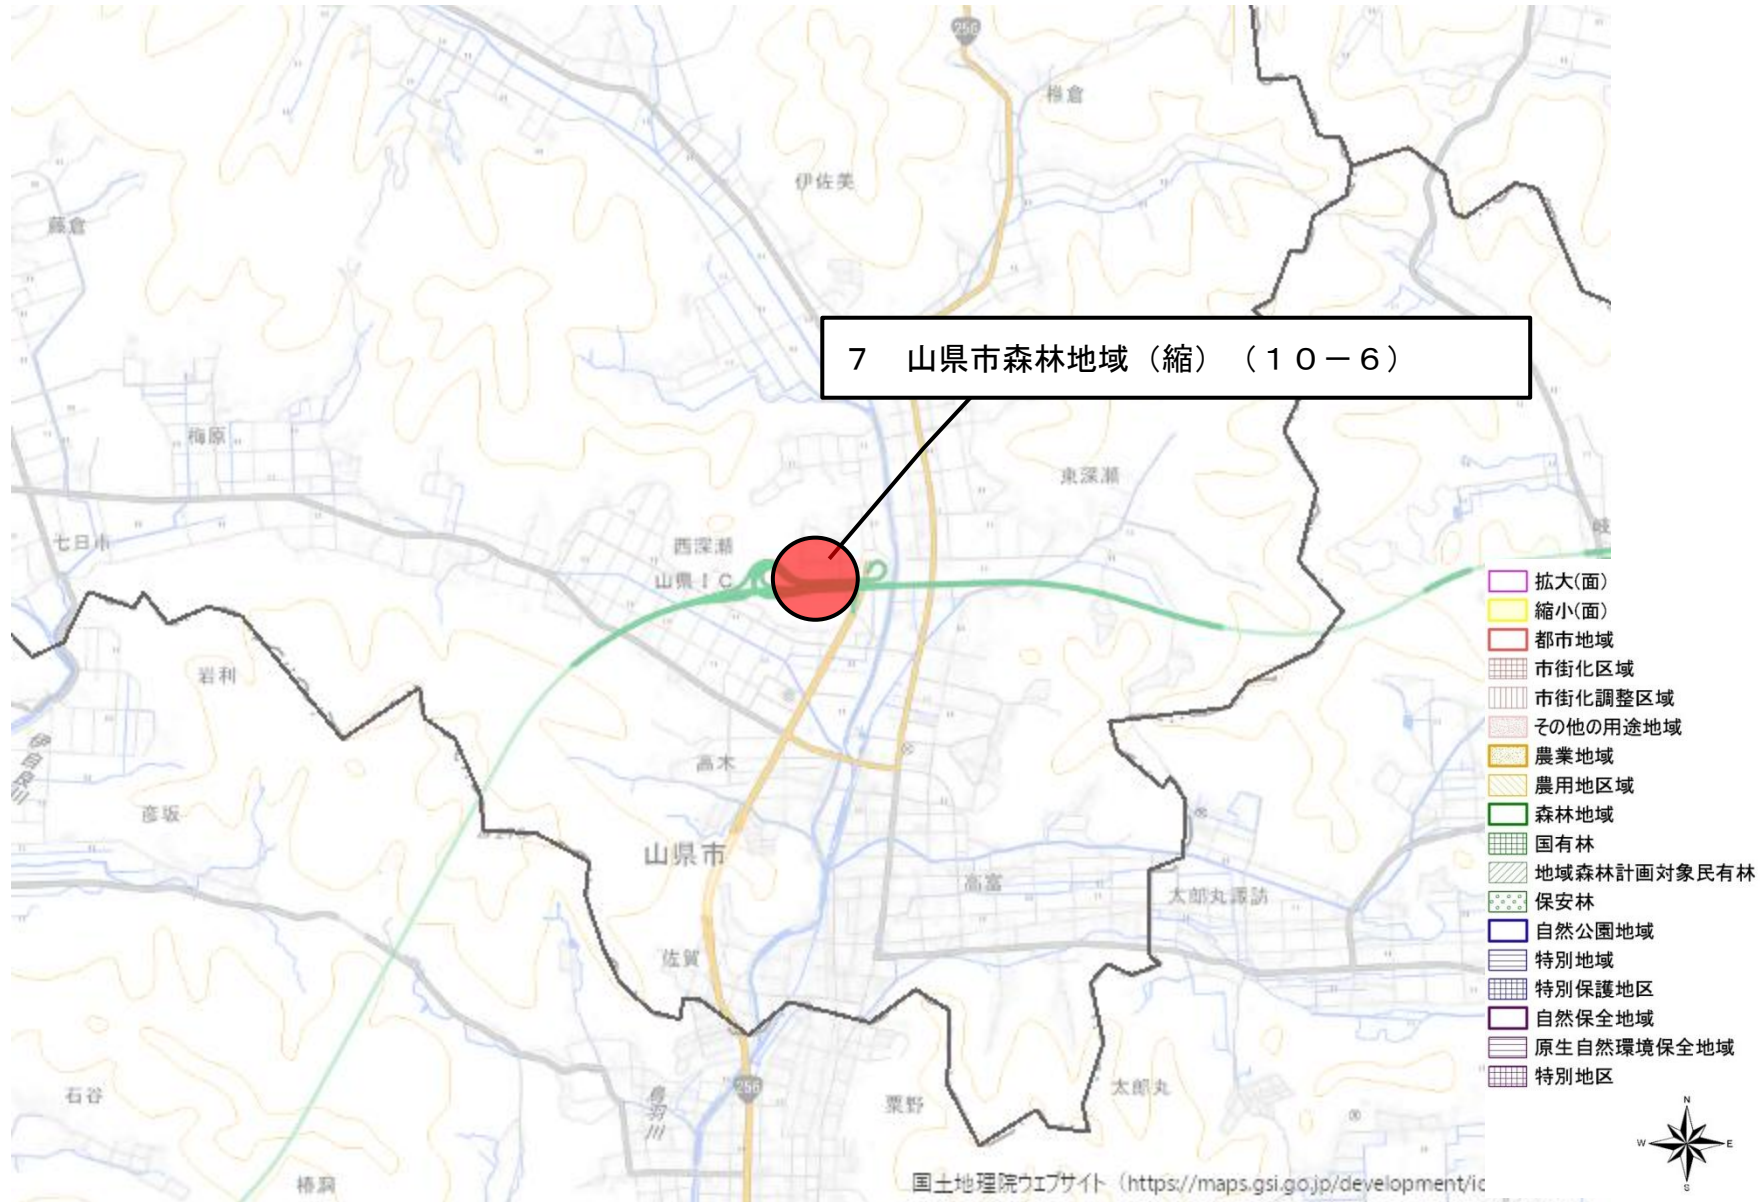 256
椎倉
伊佐美
藤倉
7　山県市森林地域（縮）（１０－６）
梅原
東深瀬
七日市
西深瀬
山県ＩＣ
岐
拡大(面)
縮小(面)
都市地域
市街化区域
市街化調整区域
その他の用途地域
農業地域
農用地区域
森林地域
国有林
地域森林計画対象民有林
保安林
自然公園地域
特別地域
特別保護地区
自然保全地域
原生自然環境保全地域
特別地区
岩利
伊自良川
高木
彦坂
山県市
高富
太郎丸諏訪
佐賀
石谷
鳥羽川
256
粟野
太郎丸
椿洞
N
W
E
S
国土地理院ウェブサイト（https://maps.gsi.go.jp/development/ic